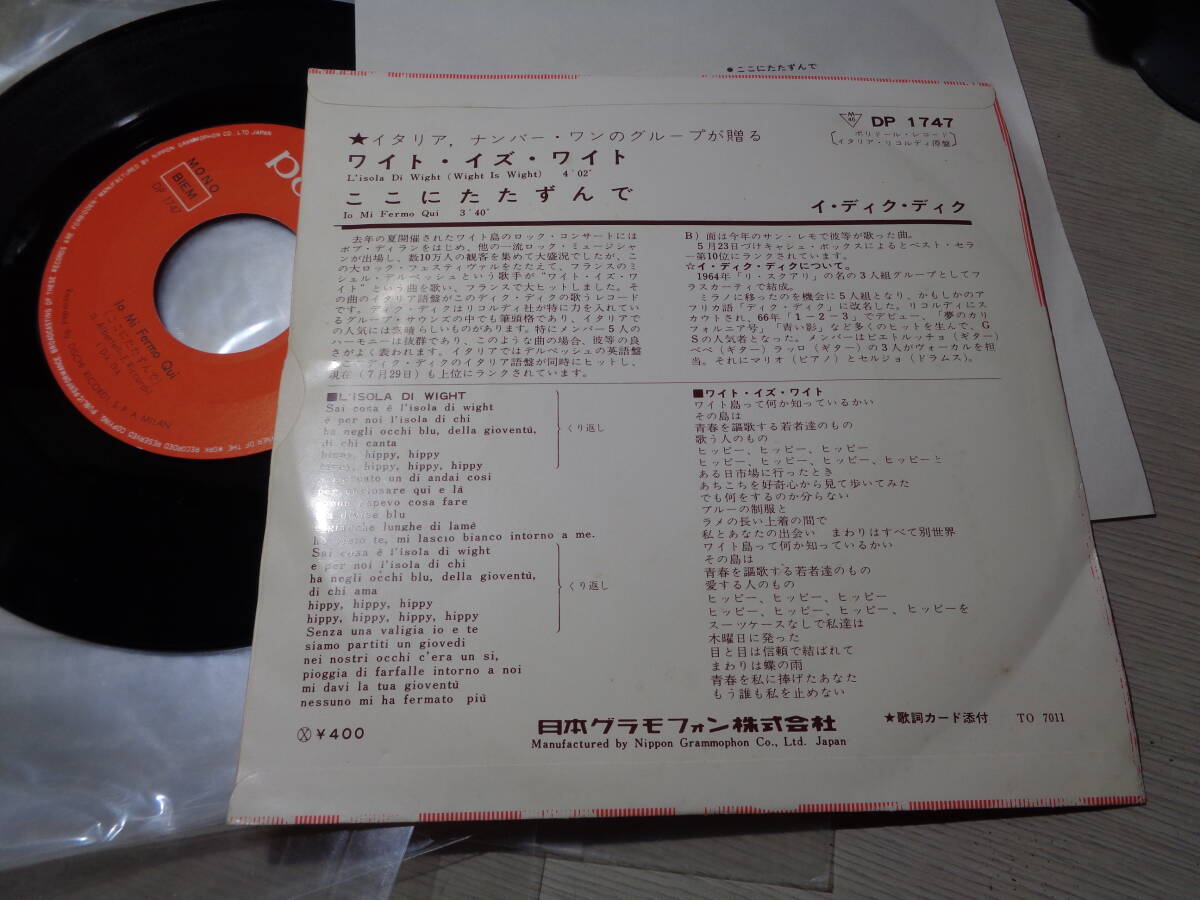 ●ここにたたずんで
M 45
DP 1747
ポリドール・レコード
イタリア・リコルディ原盤
★イタリア，ナンバー・ワンのグループが贈る
ワイト・イズ・ワイト
L'isola Di Wight (Wight Is Wight) 4'02"
ここにたたずんで
Io Mi Fermo Qui 3'40"
イ・ディク・ディク
去年の夏開催されたワイト島のロック・コンサートには
ボブ・ディランをはじめ、他の一流ロック・ミュージシャ
ンが出場し、数10万人の観客を集めて大盛況でしたが、こ
の大ロック・フェスティヴァルをたたえて、フランスのミ
シェル・デルペッシュという歌手が“ワイト・イズ・ワ
イト”という曲を歌い、フランスで大ヒットしました。そ
の曲のイタリア語盤がこのディク・ディクの歌うレコード
です。ディク・ディクはリコルディ社が特に力を入れてい
るグループ・サウンズの中でも筆頭格であり、イタリアで
の人気には素晴らしいものがあります。特にメンバー5人の
ハーモニーは抜群であり、このような曲の場合、彼等の良
さがよく表われます。イタリアではデルペッシュの英語盤
と、ディク・ディクのイタリア語盤が同時にヒットし、
現在（7月29日）も上位にランクされています。
B）面は今年のサン・レモで彼等が歌った曲。
5月23日づけキャシュ・ボックスによるとベスト・セラ
ー第10位にランクされています。
☆イ・ディク・ディクについて。
1964年「リ・スクアリ」の名の3人組グループとしてフ
ラスカーティで結成。
ミラノに移ったのを機会に5人組となり、かもしかのア
フリカ語「ディク・ディク」に改名した。リコルディにス
カウトされ、66年「1－2－3」でデビュー、「夢のカリ
フォルニア号」「青い影」など多くのヒットを生んで、G
Sの人気者となった。メンバーはピエトルッチョ（ギター）
ペペ（ギター）ラッロ（ギター）の3人がヴォーカルを担
当。それにマリオ（ピアノ）とセルジョ（ドラムス）。
■L'ISOLA DI WIGHT
Sai cosa é l'isola di wight
é per noi l'isola di chi
ha negli occhi blu, della gioventú,
di chi canta
hippy, hippy, hippy
hippy, hippy, hippy, hippy
くり返し
un di andai cosi
curiosare qui e lá
sapevo cosa fare
blu
giacche lunghe di lamé
te, mi lascio bianco intorno a me.
Sai cosa é l'isola di wight
e per noi l'isola di chi
ha negli occhi blu, della gioventú,
di chi ama
hippy, hippy, hippy
hippy, hippy, hippy, hippy
くり返し
Senza una valigia io e te
siamo partiti un giovedi
nei nostri occhi c'era un si,
pioggia di farfalle intorno a noi
mi davi la tua gioventú
nessuno mi ha fermato piú
■ワイト・イズ・ワイト
ワイト島って何か知っているかい
その島は
青春を謳歌する若者達のもの
歌う人のもの
ヒッピー、ヒッピー、ヒッピー
ヒッピー、ヒッピー、ヒッピー、ヒッピーと
ある日市場に行ったとき
あちこちを好奇心から見て歩いてみた
でも何をするのか分らない
ブルーの制服と
ラメの長い上着の間で
私とあなたの出会い　まわりはすべて別世界
ワイト島って何か知っているかい
その島は
青春を謳歌する若者達のもの
愛する人のもの
ヒッピー、ヒッピー、ヒッピー
ヒッピー、ヒッピー、ヒッピー、ヒッピーを
スーツケースなしで私達は
木曜日に発った
目と目は信頼で結ばれて
まわりは蝶の雨
青春を私に捧げたあなた
もう誰も私を止めない
Ⓧ ¥400
日本グラモフォン株式会社
Manufactured by Nippon Grammophon Co., Ltd. Japan
★歌詞カード添付
TO 7011
MONO
BIEM
DP 1747
Io Mi Fermo Qui
ここにたたずんで
I Dik Dik
DISCHI RICORDI S.P.A. MILAN